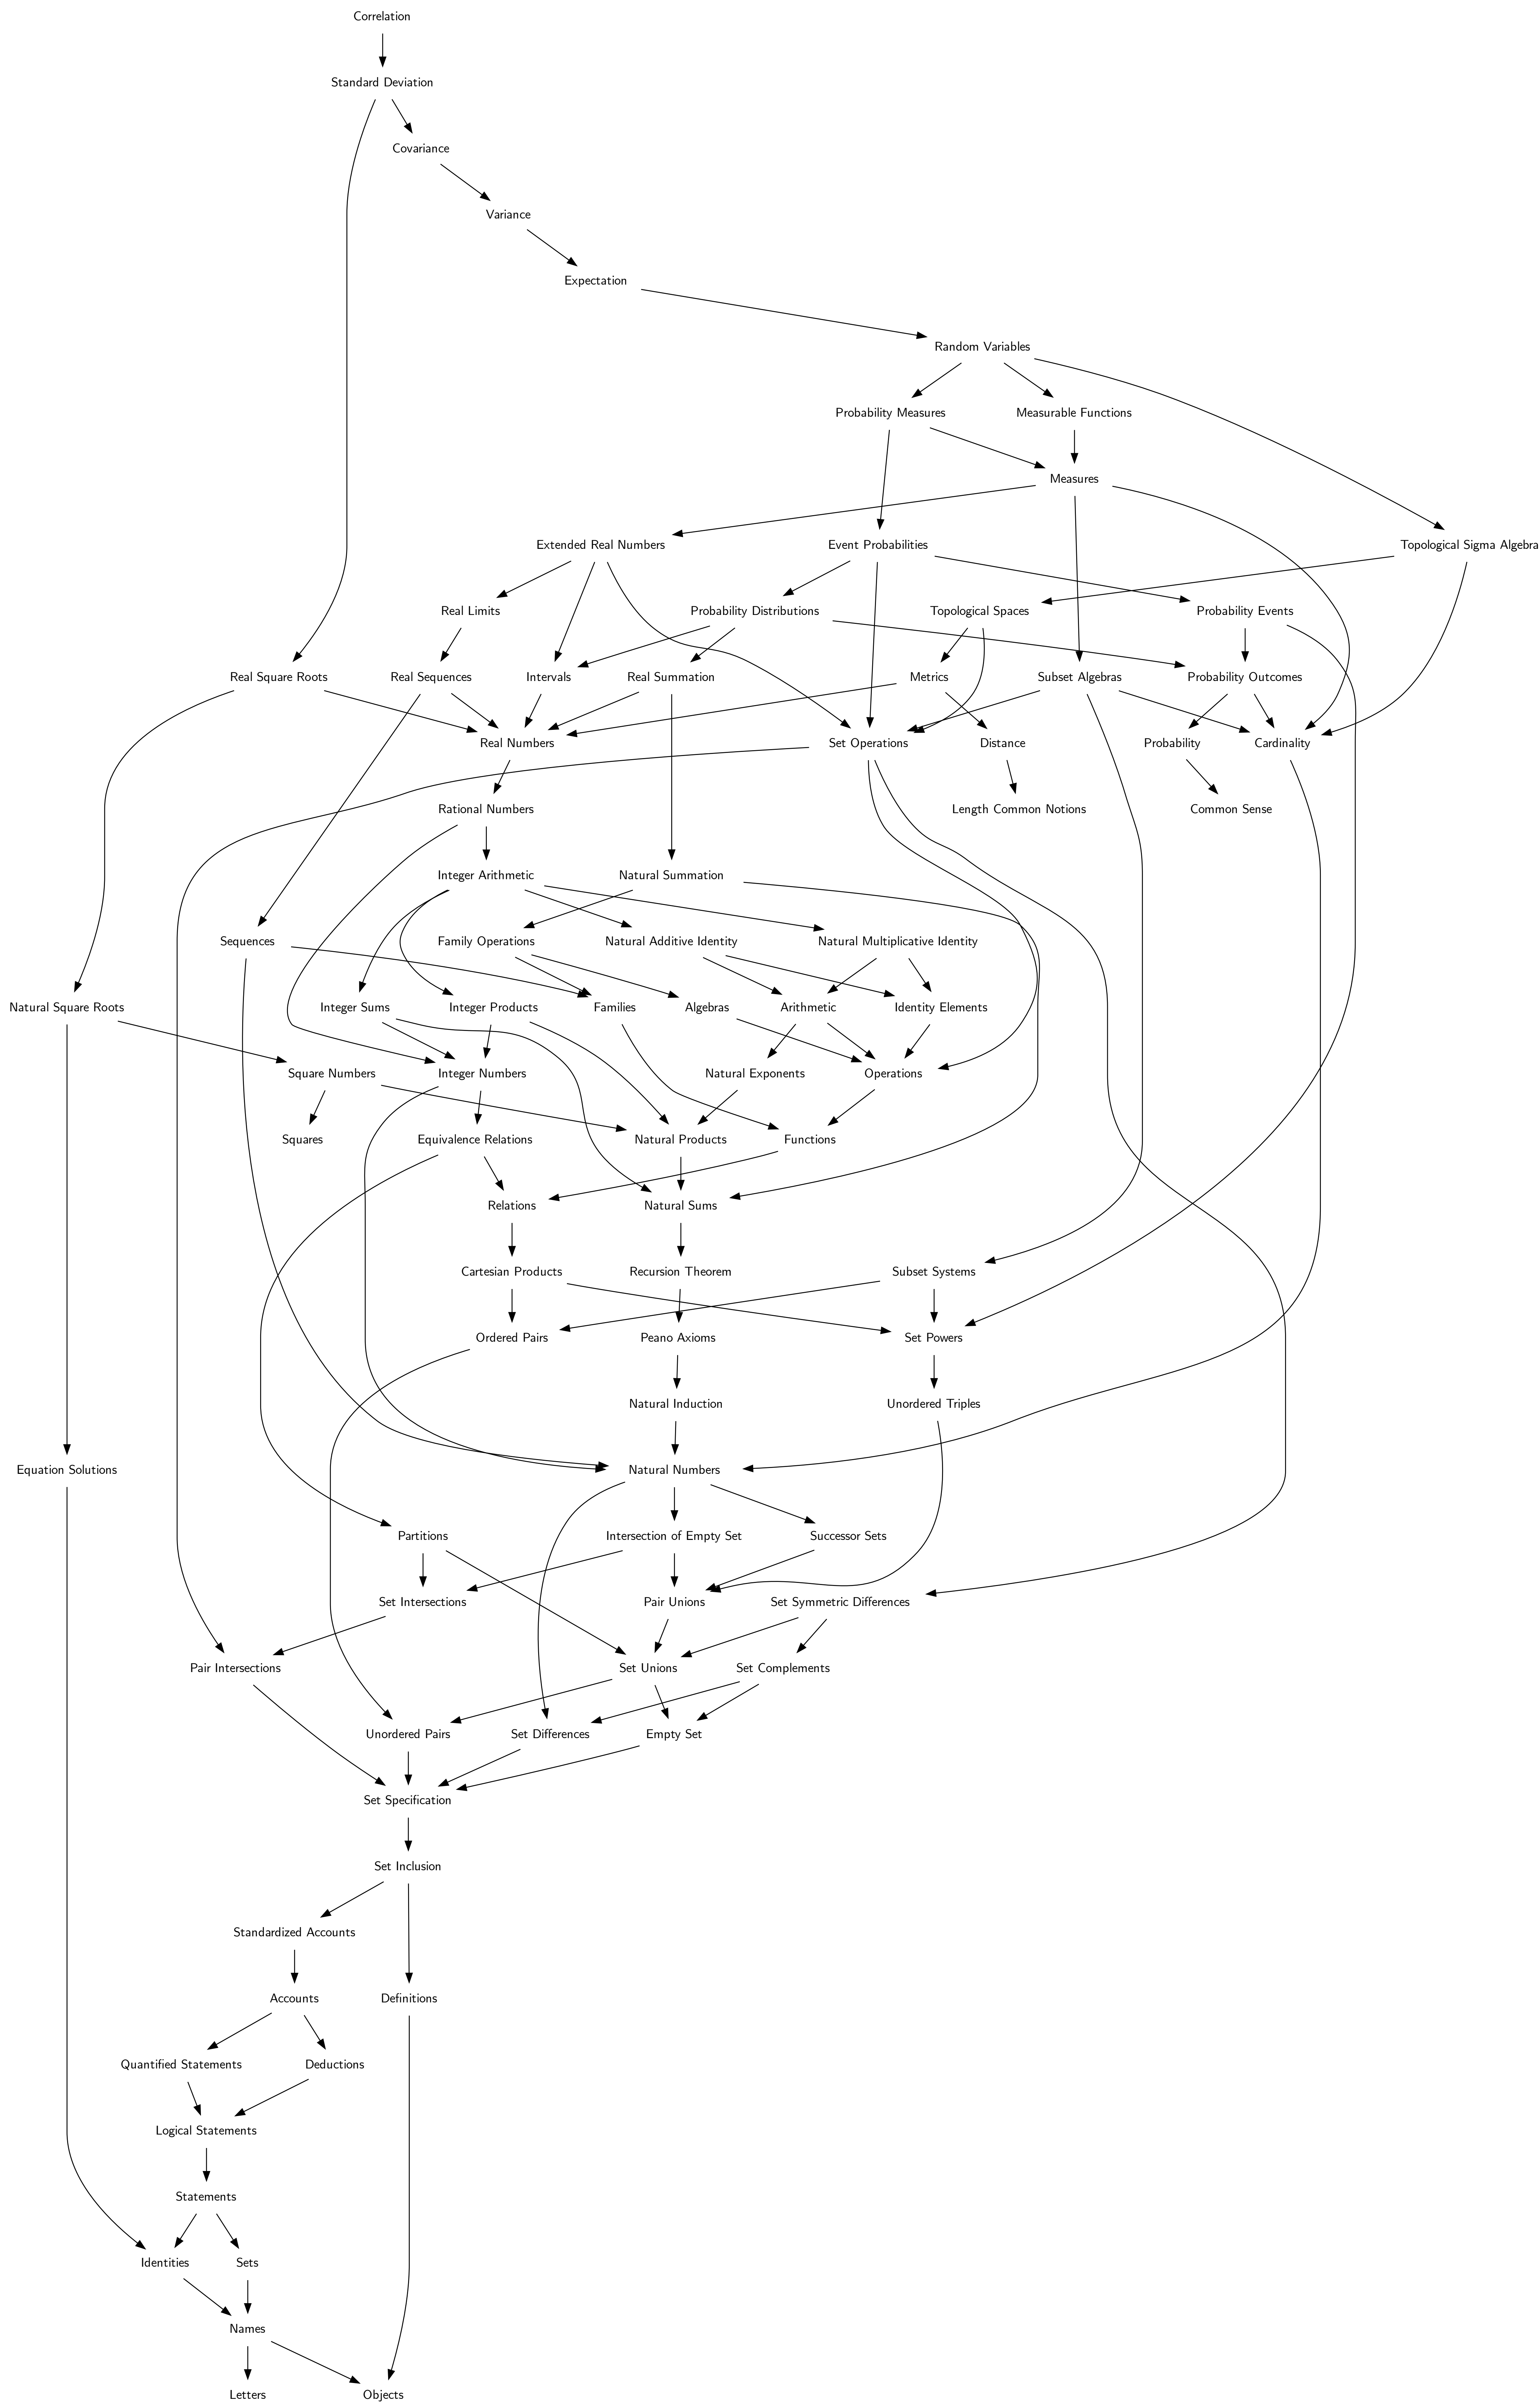 Correlation
Standard Deviation
Covariance
Variance
Expectation
Random Variables
Probability Measures
Measurable Functions
Measures
Extended Real Numbers
Event Probabilities
Topological Sigma Algebra
Real Limits
Probability Distributions
Topological Spaces
Probability Events
Real Square Roots
Real Sequences
Intervals
Real Summation
Metrics
Subset Algebras
Probability Outcomes
Real Numbers
Set Operations
Distance
Probability
Cardinality
Rational Numbers
Length Common Notions
Common Sense
Integer Arithmetic
Natural Summation
Sequences
Family Operations
Natural Additive Identity
Natural Multiplicative Identity
Natural Square Roots
Integer Sums
Integer Products
Families
Algebras
Arithmetic
Identity Elements
Square Numbers
Integer Numbers
Natural Exponents
Operations
Squares
Equivalence Relations
Natural Products
Functions
Relations
Natural Sums
Cartesian Products
Recursion Theorem
Subset Systems
Ordered Pairs
Peano Axioms
Set Powers
Natural Induction
Unordered Triples
Equation Solutions
Natural Numbers
Partitions
Intersection of Empty Set
Successor Sets
Set Intersections
Pair Unions
Set Symmetric Differences
Pair Intersections
Set Unions
Set Complements
Unordered Pairs
Set Differences
Empty Set
Set Specification
Set Inclusion
Standardized Accounts
Accounts
Definitions
Quantified Statements
Deductions
Logical Statements
Statements
Identities
Sets
Names
Letters
Objects